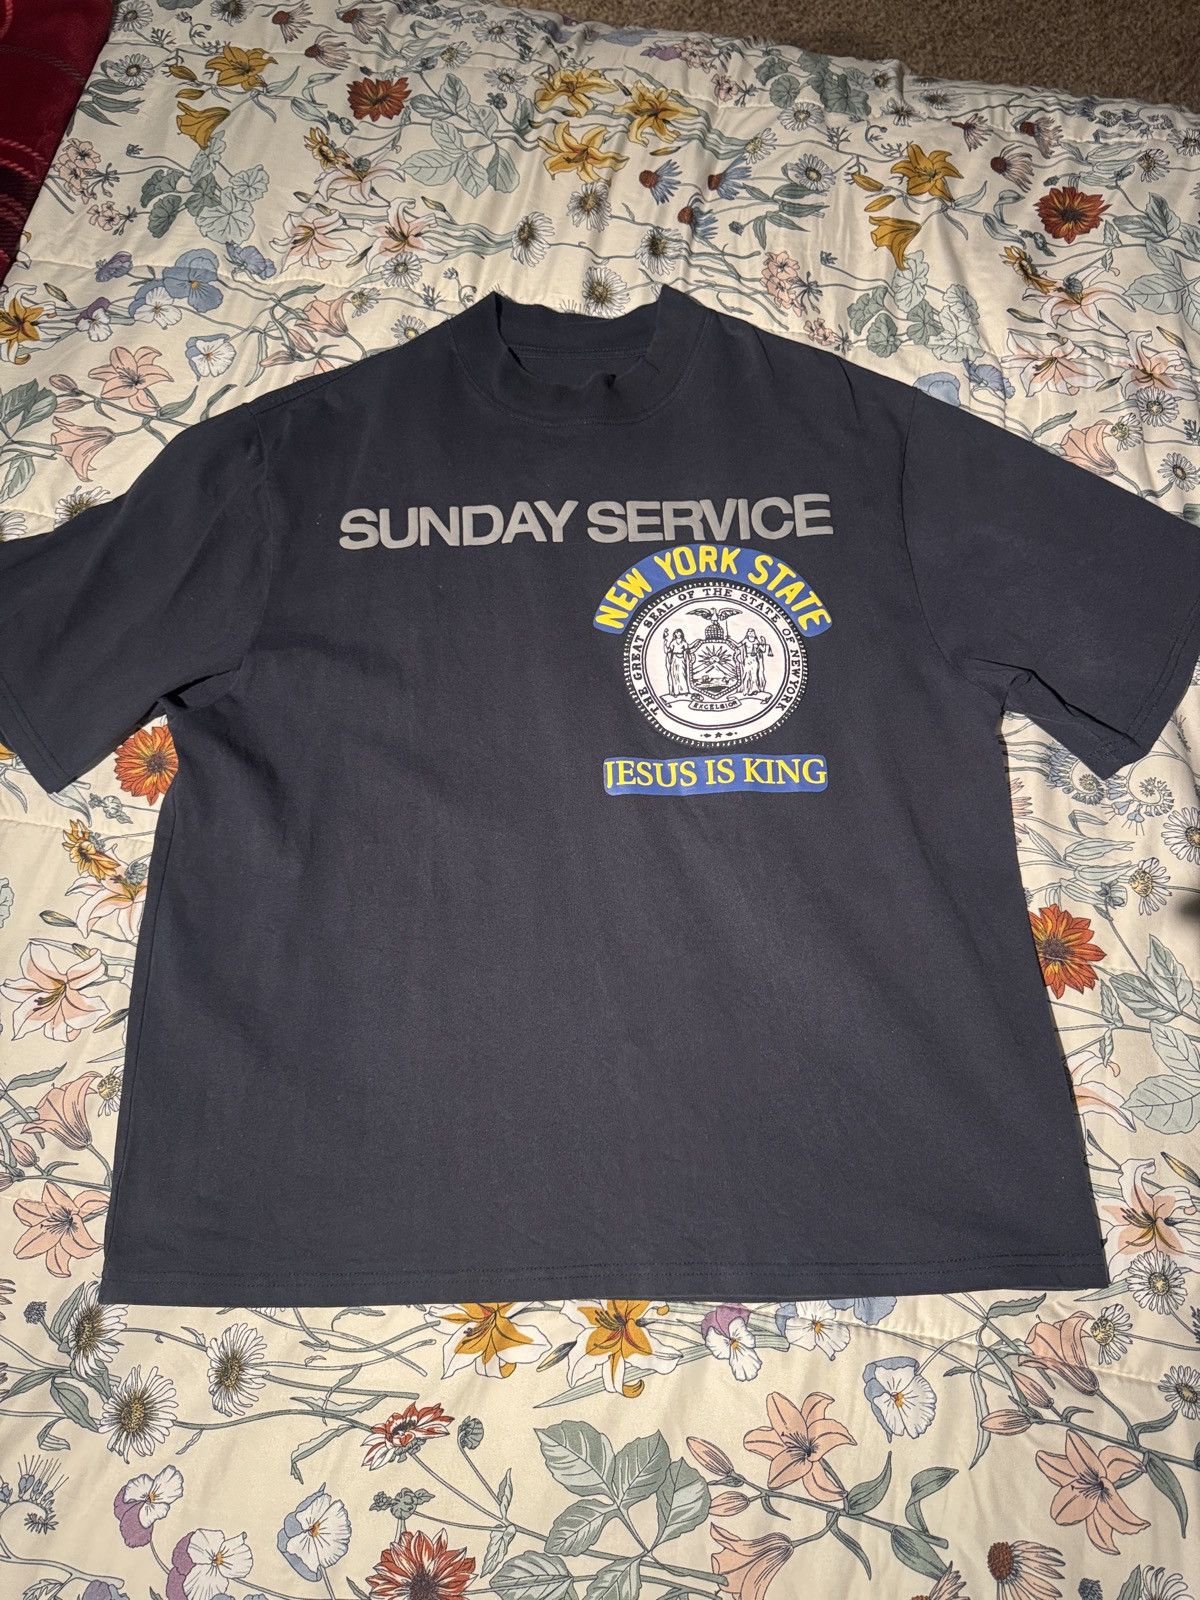 SUNDAY SERVICE
NEW YORK STATE
THE GREAT SEAL OF THE STATE OF NEW YORK
EXCELSIOR
JESUS IS KING